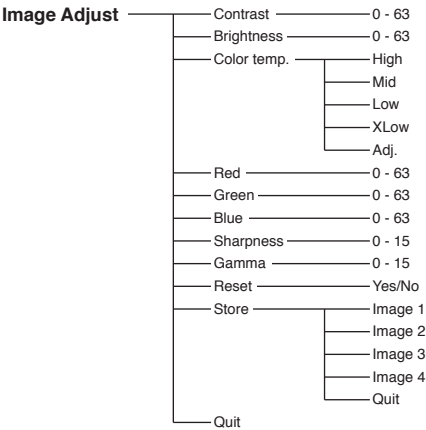 Image Adjust Contrast 0 - 63
Brightness 0 - 63
Color temp. High
Mid
Low
XLow
Adj.
Red 0 - 63
Green 0 - 63
Blue 0 - 63
Sharpness 0 - 15
Gamma 0 - 15
Reset Yes/No
Store Image 1
Image 2
Image 3
Image 4
Quit
Quit